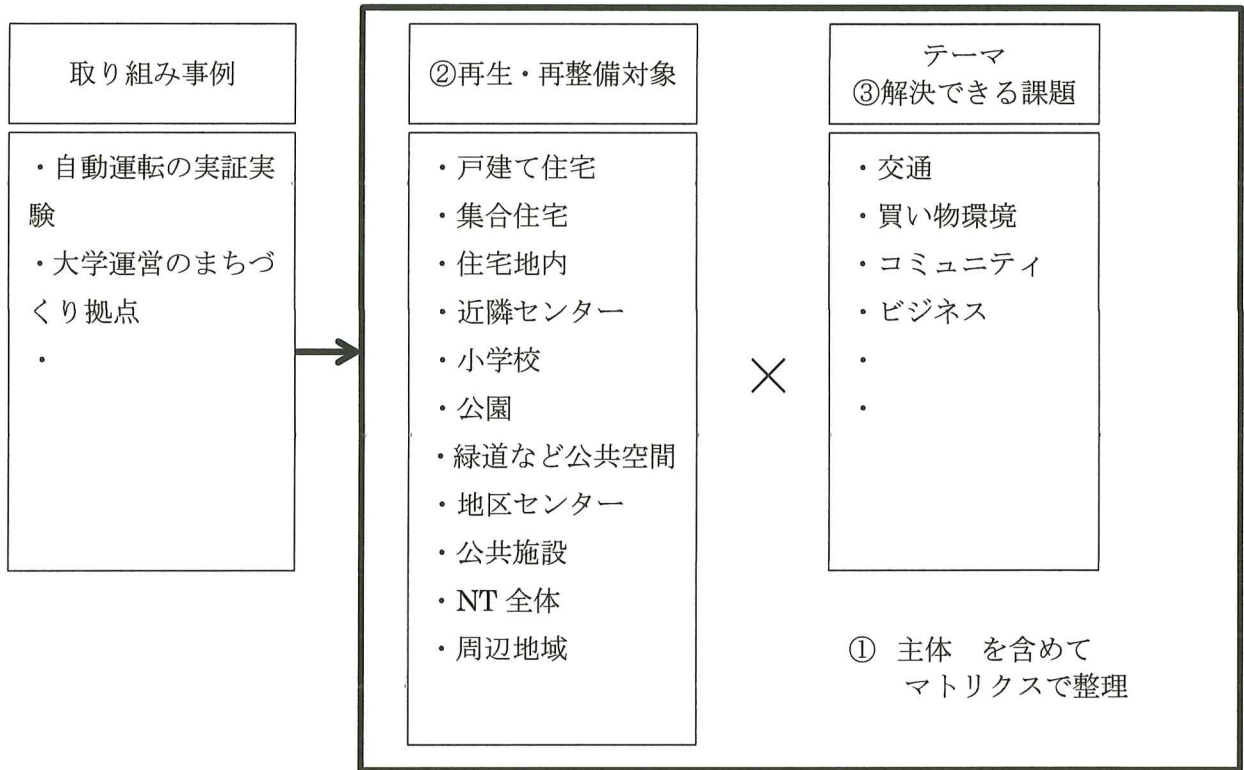 取り組み事例
・自動運転の実証実
験
・大学運営のまちづ
くり拠点
・
②再生・再整備対象
・戸建て住宅
・集合住宅
・住宅地内
・近隣センター
・小学校
・公園
・緑道など公共空間
・地区センター
・公共施設
・NT 全体
・周辺地域
×
テーマ
③解決できる課題
・交通
・買い物環境
・コミュニティ
・ビジネス
・
・
① 主体　を含めて
マトリクスで整理